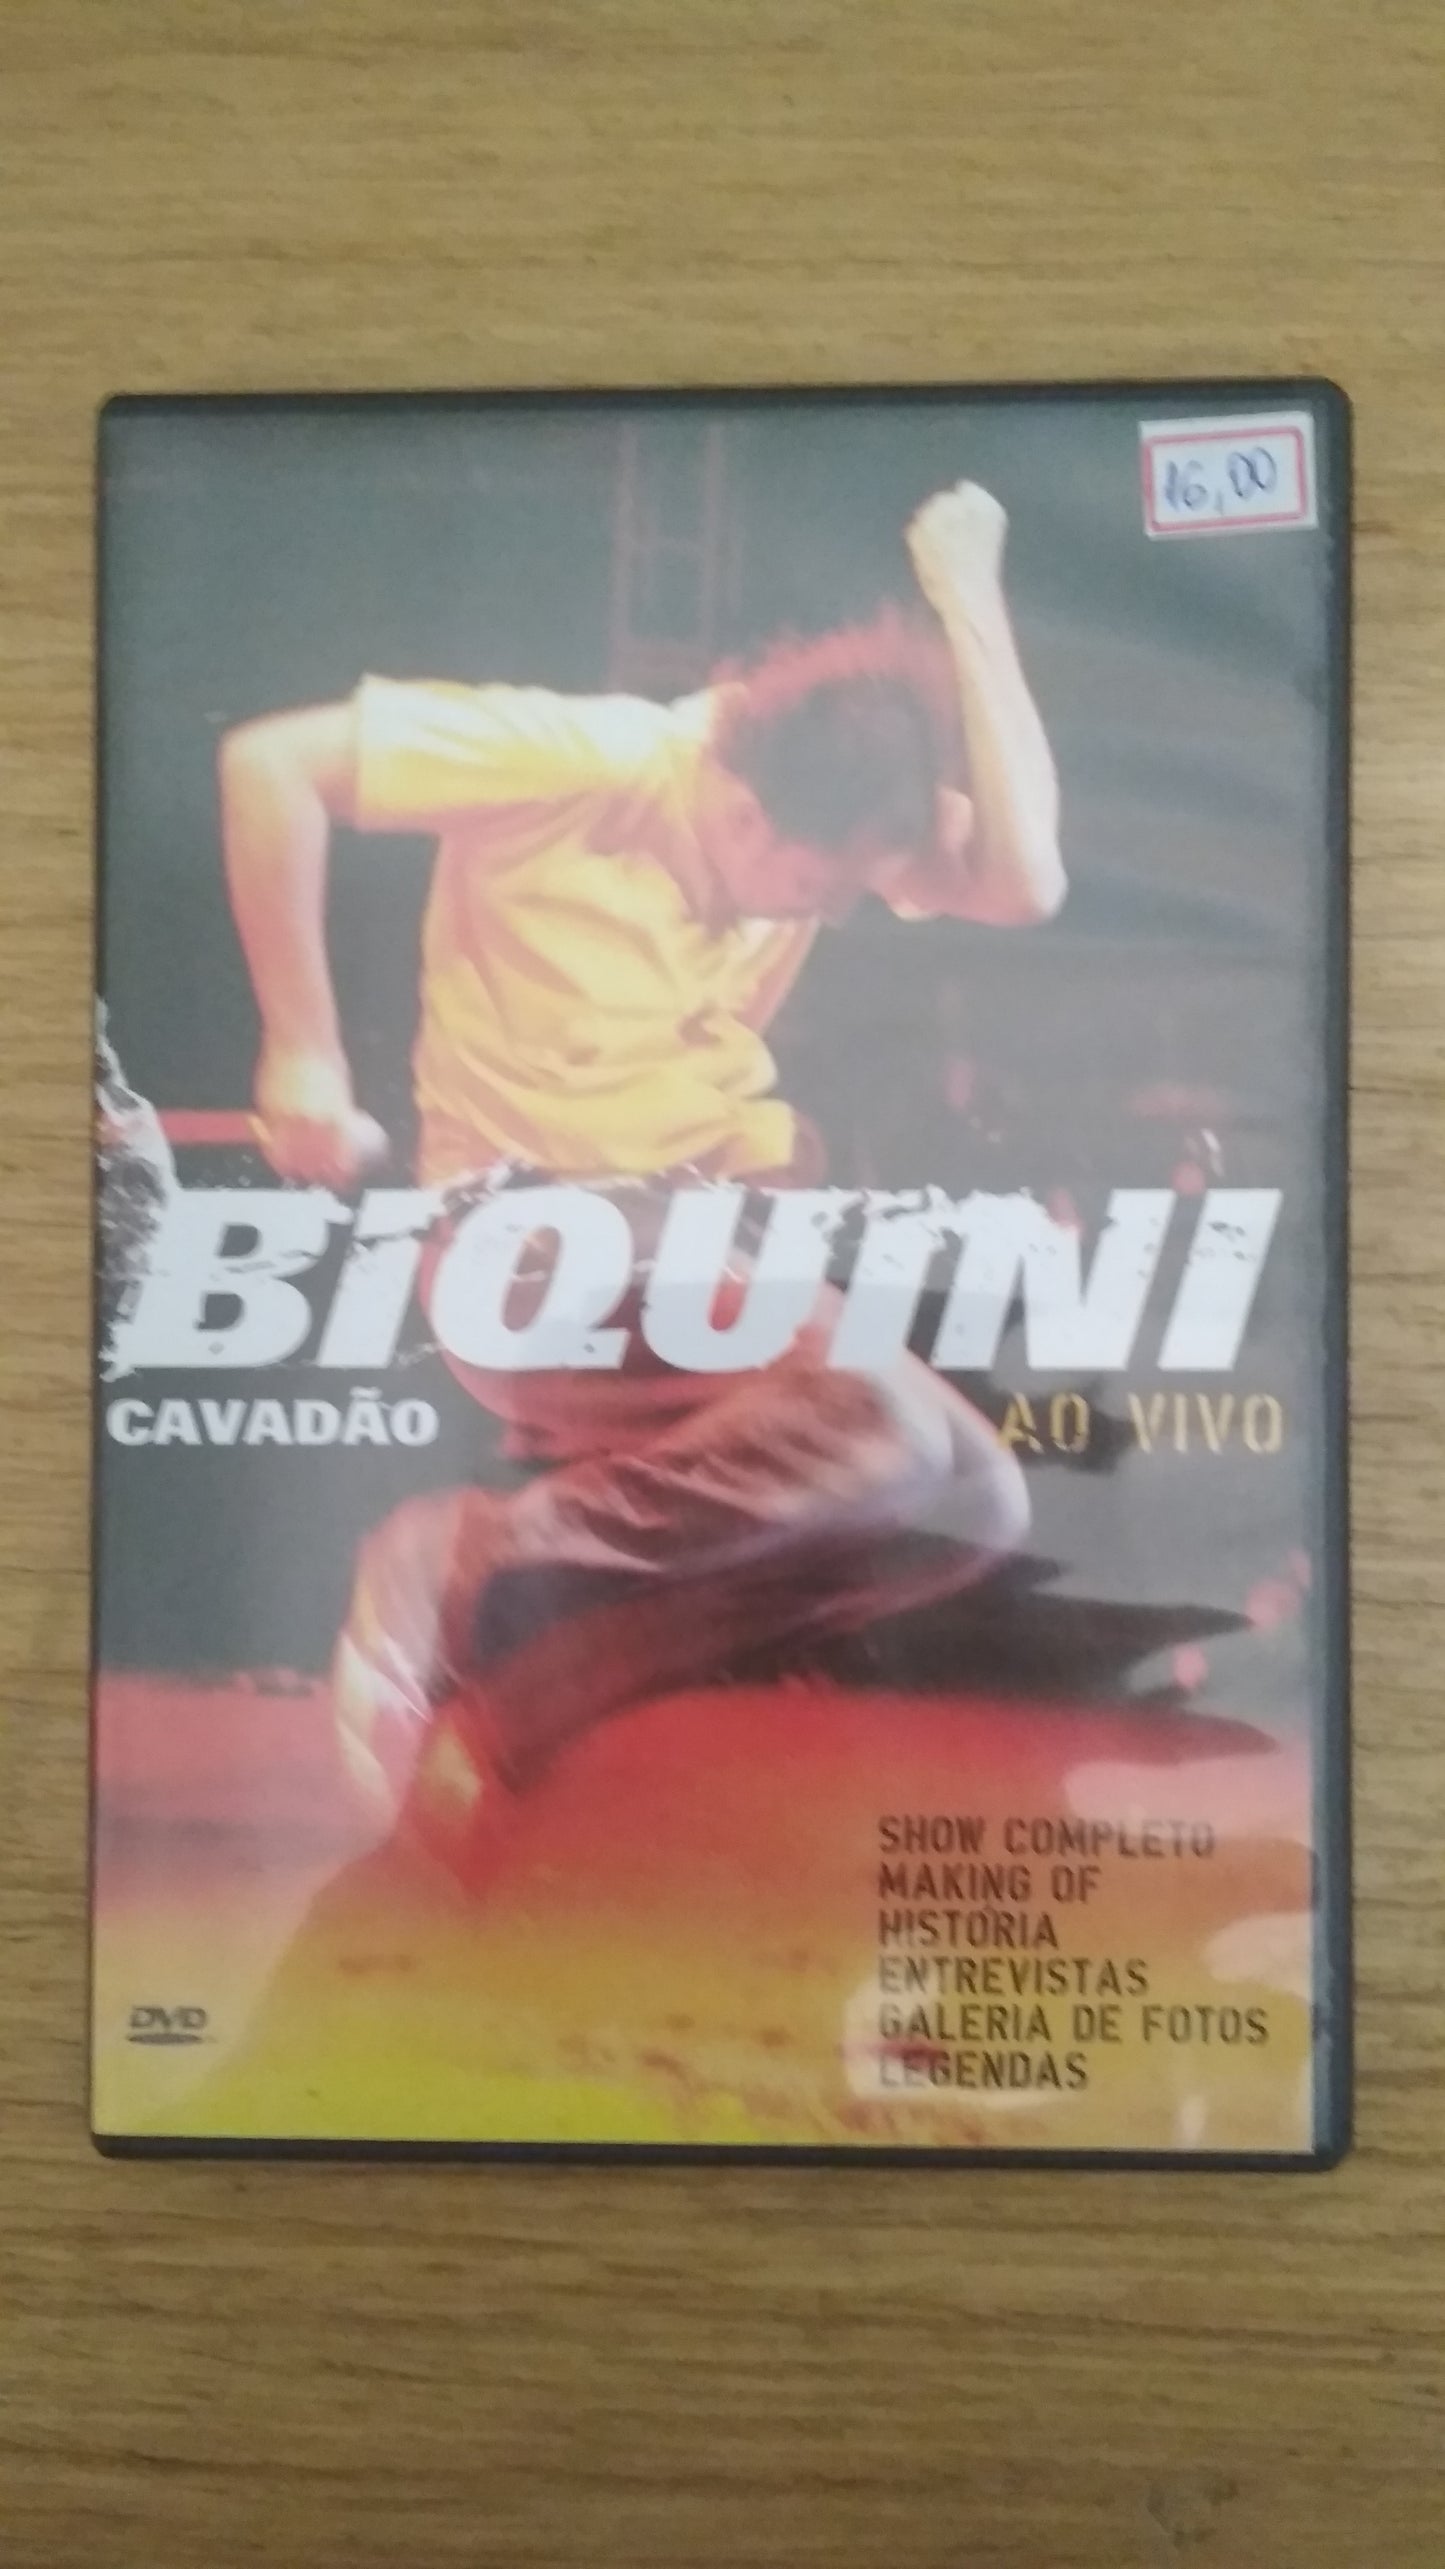 16,00
BIQUINI
CAVADÃO
AO VIVO
SHOW COMPLETO
MAKING OF
HISTÓRIA
ENTREVISTAS
GALERIA DE FOTOS
LEGENDAS
DVD